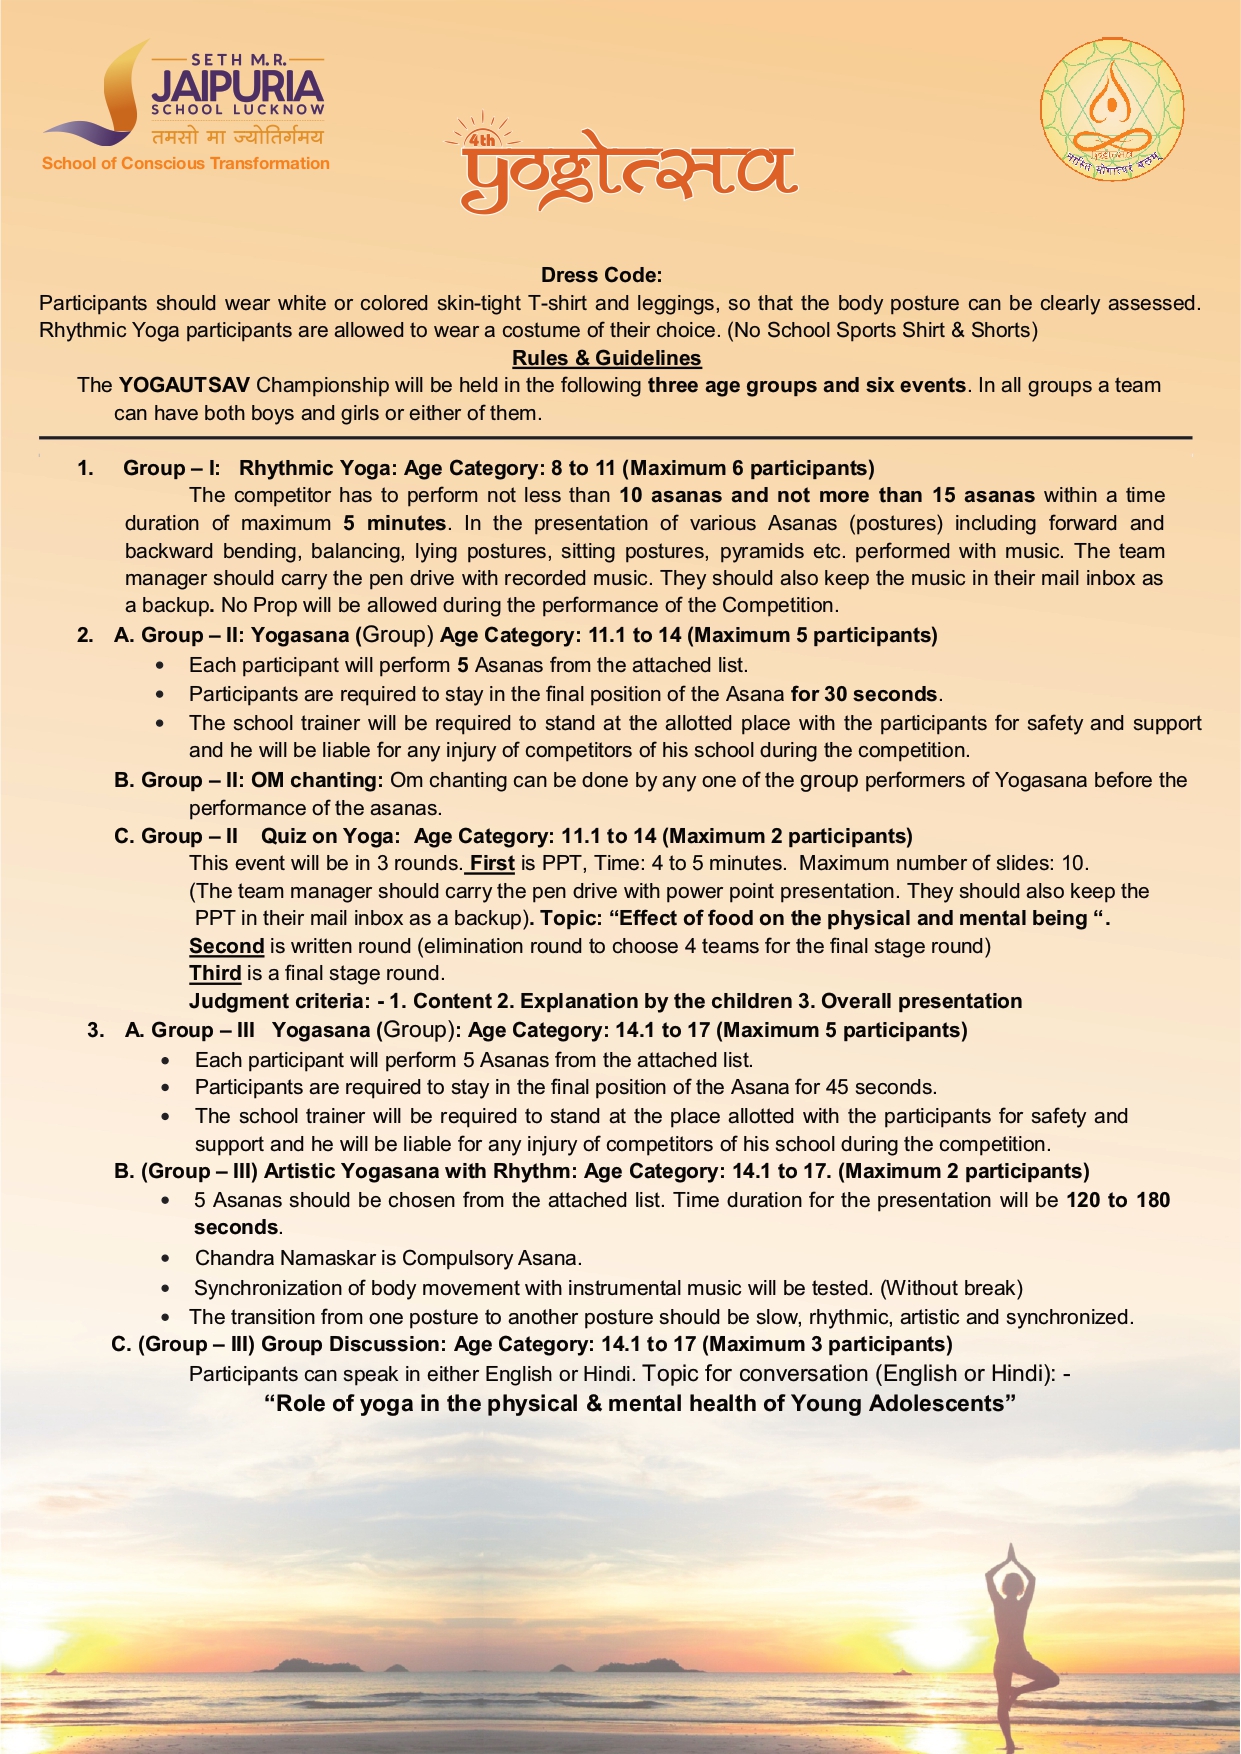 SETH M.R.
JAIPURIA
SCHOOL LUCKNOW
तमसो मा ज्योतिर्गमय
School of Conscious Transformation
4th
योगोत्सव
Dress Code:
Participants should wear white or colored skin-tight T-shirt and leggings, so that the body posture can be clearly assessed.
Rhythmic Yoga participants are allowed to wear a costume of their choice. (No School Sports Shirt & Shorts)
Rules & Guidelines
The YOGAUTSAV Championship will be held in the following three age groups and six events. In all groups a team
can have both boys and girls or either of them.
1. Group – I: Rhythmic Yoga: Age Category: 8 to 11 (Maximum 6 participants)
The competitor has to perform not less than 10 asanas and not more than 15 asanas within a time
duration of maximum 5 minutes. In the presentation of various Asanas (postures) including forward and
backward bending, balancing, lying postures, sitting postures, pyramids etc. performed with music. The team
manager should carry the pen drive with recorded music. They should also keep the music in their mail inbox as
a backup. No Prop will be allowed during the performance of the Competition.
2. A. Group – II: Yogasana (Group) Age Category: 11.1 to 14 (Maximum 5 participants)
• Each participant will perform 5 Asanas from the attached list.
• Participants are required to stay in the final position of the Asana for 30 seconds.
• The school trainer will be required to stand at the allotted place with the participants for safety and support
and he will be liable for any injury of competitors of his school during the competition.
B. Group – II: OM chanting: Om chanting can be done by any one of the group performers of Yogasana before the
performance of the asanas.
C. Group – II Quiz on Yoga: Age Category: 11.1 to 14 (Maximum 2 participants)
This event will be in 3 rounds. First is PPT, Time: 4 to 5 minutes. Maximum number of slides: 10.
(The team manager should carry the pen drive with power point presentation. They should also keep the
PPT in their mail inbox as a backup). Topic: “Effect of food on the physical and mental being “.
Second is written round (elimination round to choose 4 teams for the final stage round)
Third is a final stage round.
Judgment criteria: - 1. Content 2. Explanation by the children 3. Overall presentation
3. A. Group – III Yogasana (Group): Age Category: 14.1 to 17 (Maximum 5 participants)
• Each participant will perform 5 Asanas from the attached list.
• Participants are required to stay in the final position of the Asana for 45 seconds.
• The school trainer will be required to stand at the place allotted with the participants for safety and
support and he will be liable for any injury of competitors of his school during the competition.
B. (Group – III) Artistic Yogasana with Rhythm: Age Category: 14.1 to 17. (Maximum 2 participants)
• 5 Asanas should be chosen from the attached list. Time duration for the presentation will be 120 to 180
seconds.
• Chandra Namaskar is Compulsory Asana.
• Synchronization of body movement with instrumental music will be tested. (Without break)
• The transition from one posture to another posture should be slow, rhythmic, artistic and synchronized.
C. (Group – III) Group Discussion: Age Category: 14.1 to 17 (Maximum 3 participants)
Participants can speak in either English or Hindi. Topic for conversation (English or Hindi): -
“Role of yoga in the physical & mental health of Young Adolescents”